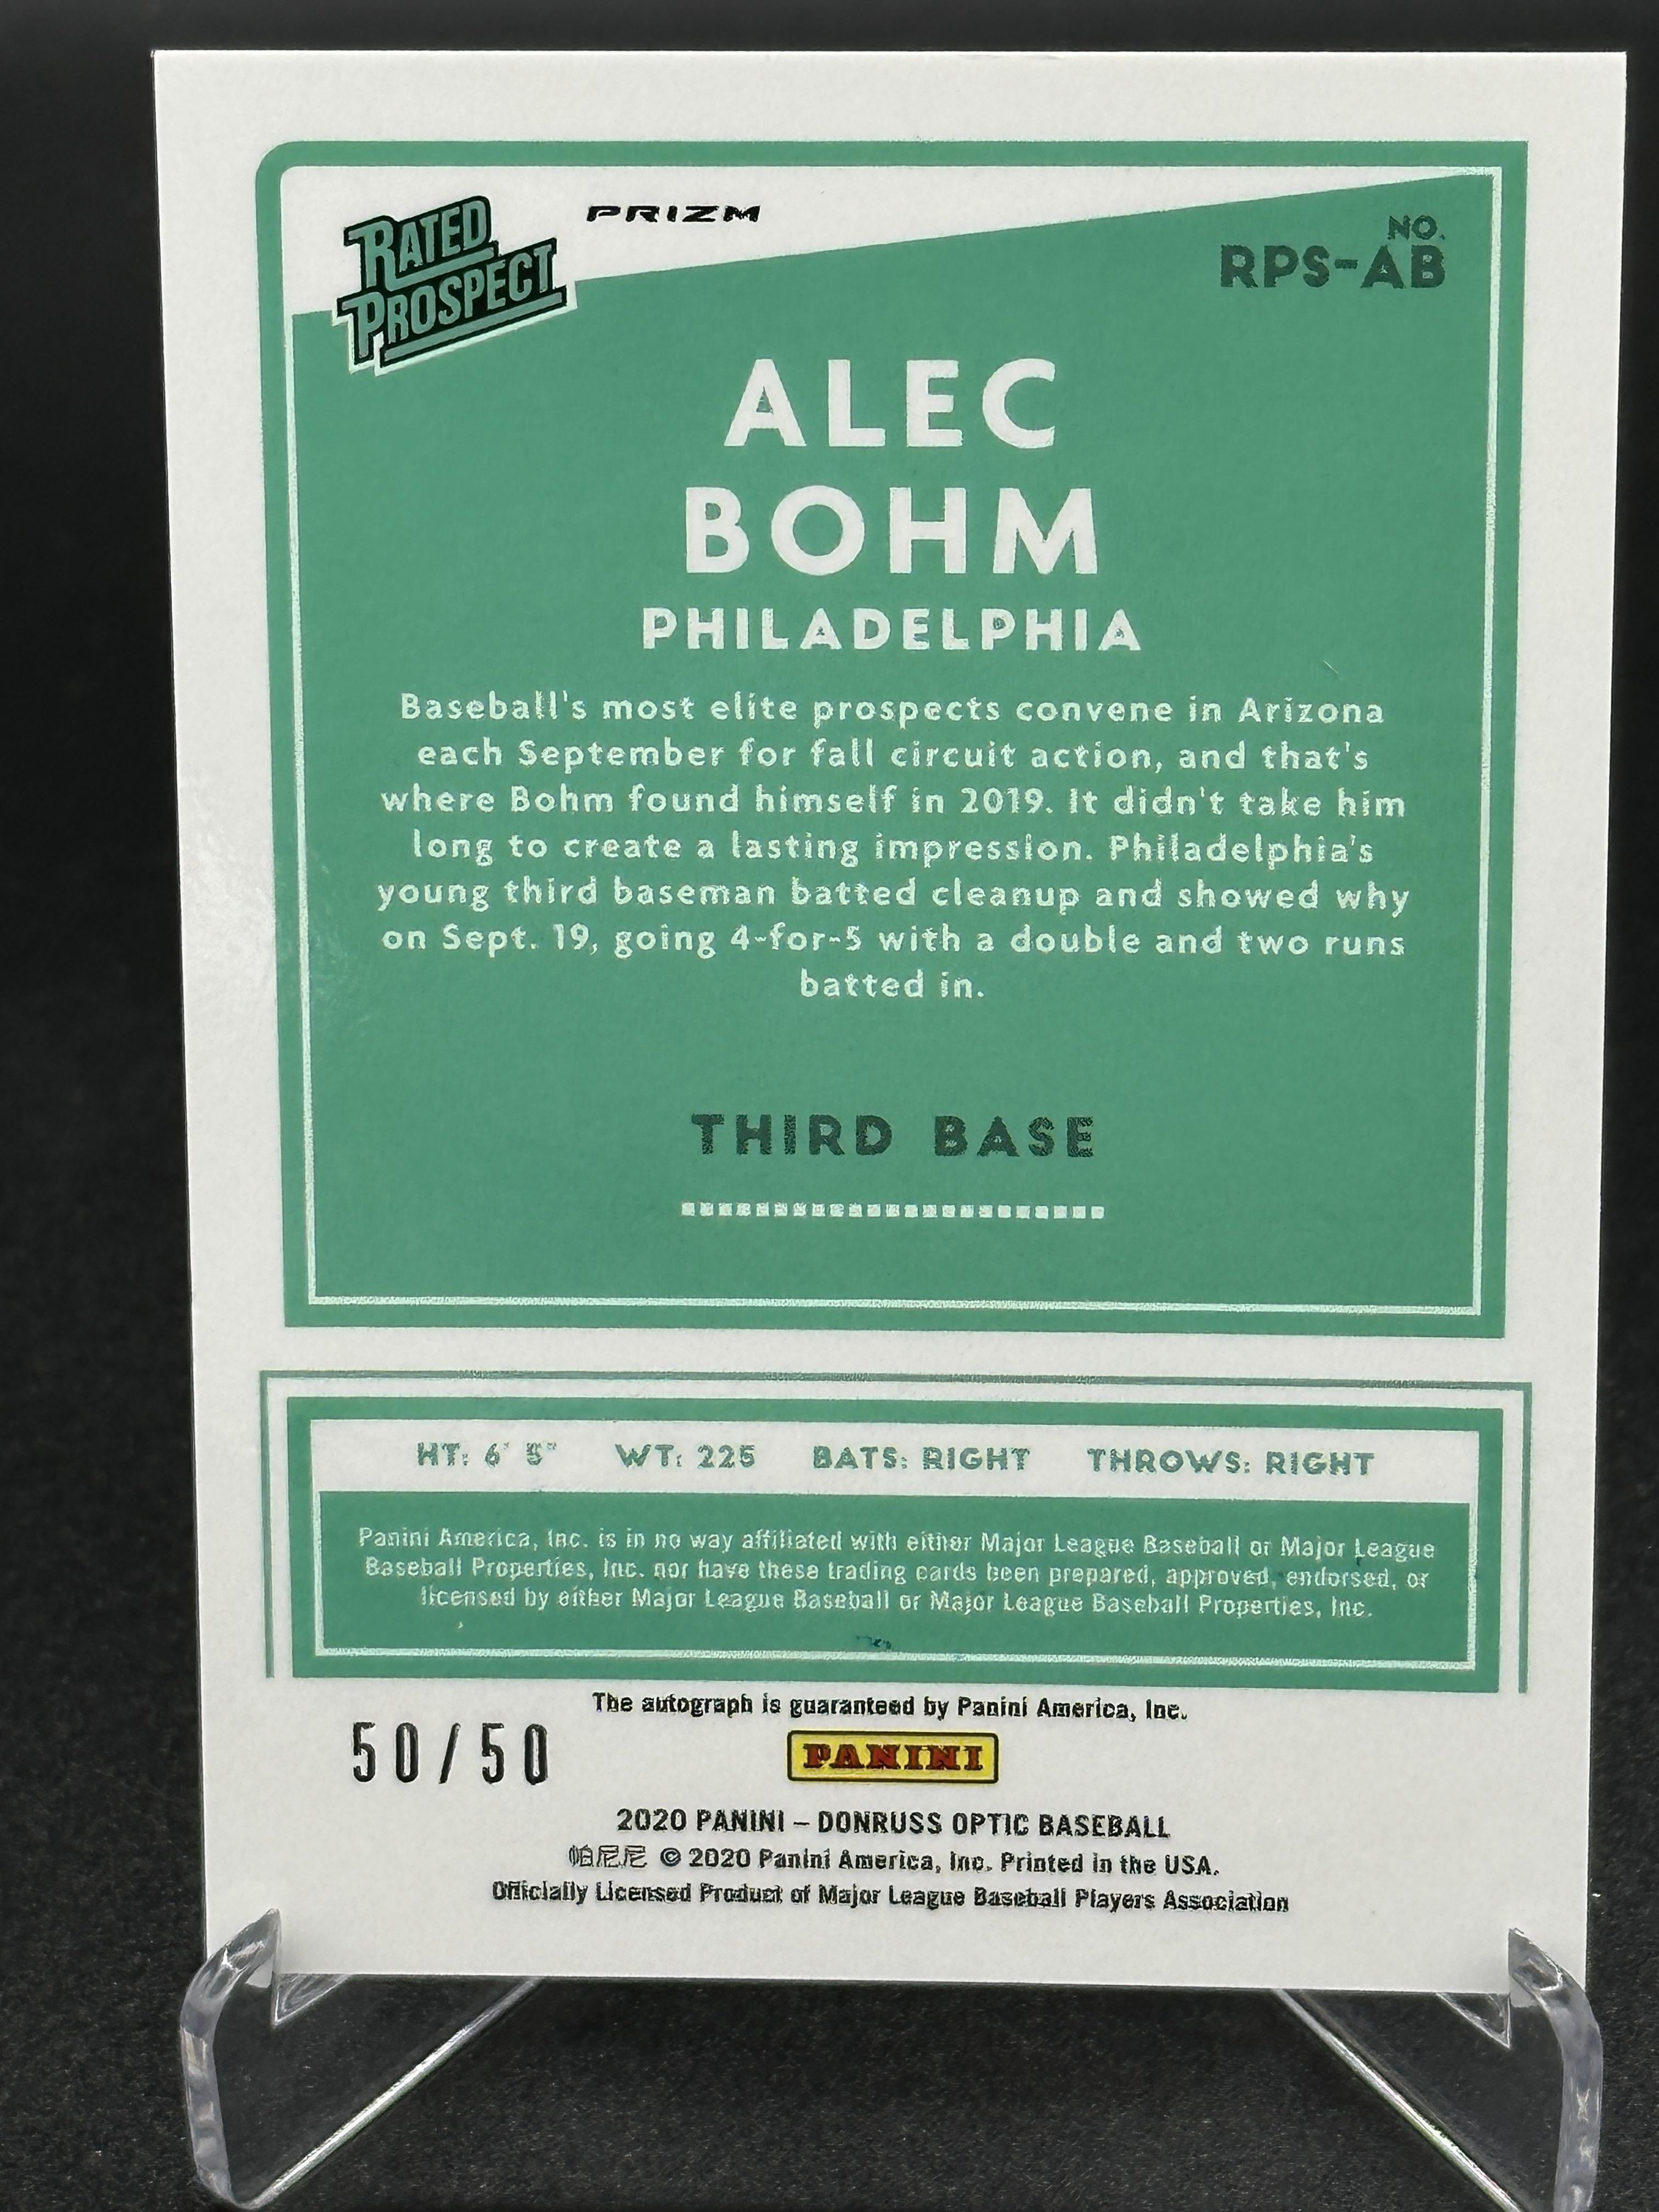 RATED
PROSPECT
PRIZM
NO.
RPS-AB
ALEC
BOHM
PHILADELPHIA
Baseball's most elite prospects convene in Arizona
each September for fall circuit action, and that's
where Bohm found himself in 2019. It didn't take him
long to create a lasting impression. Philadelphia's
young third baseman batted cleanup and showed why
on Sept. 19, going 4-for-5 with a double and two runs
batted in.
THIRD BASE
HT: 6' 5" WT: 225 BATS: RIGHT THROWS: RIGHT
Panini America, Inc. is in no way affiliated with either Major League Baseball or Major League
Baseball Properties, Inc. nor have these trading cards been prepared, approved, endorsed, or
licensed by either Major League Baseball or Major League Baseball Properties, Inc.
The autograph is guaranteed by Panini America, Inc.
50/50
PANINI
2020 PANINI – DONRUSS OPTIC BASEBALL
帕尼尼 © 2020 Panini America, Inc. Printed in the USA.
Officially Licensed Product of Major League Baseball Players Association